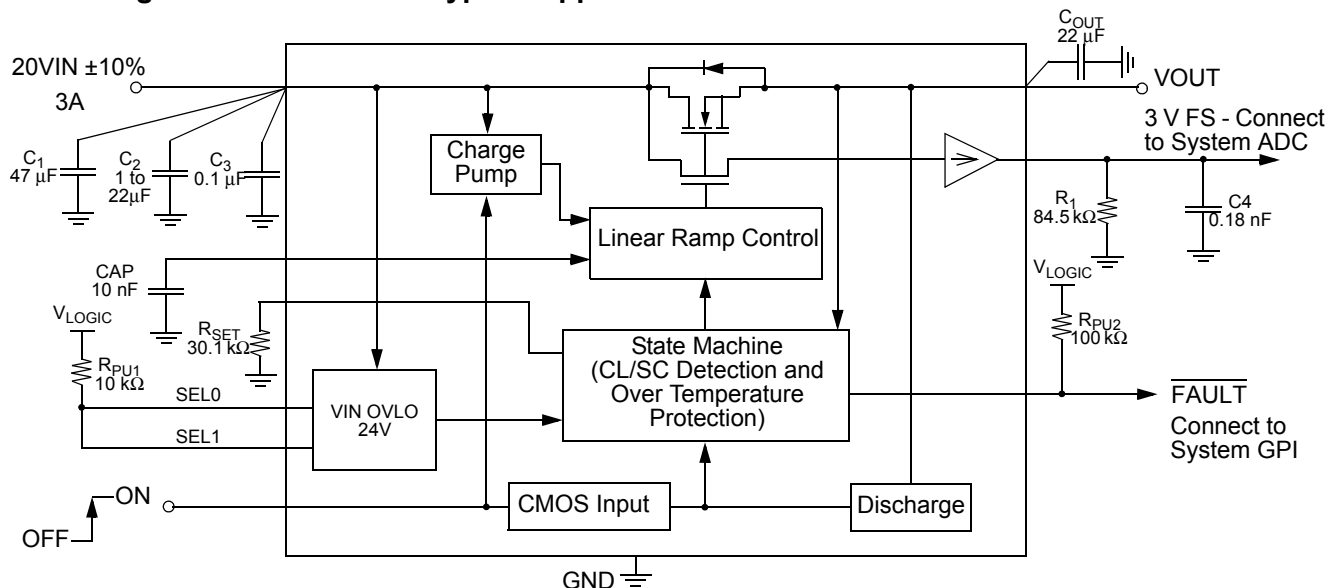 20VIN ±10%
3A
C1
47 μF
C2
1 to
22μF
C3
0.1 μF
COUT
22 μF
VOUT
3 V FS - Connect
to System ADC
Charge
Pump
Linear Ramp Control
R1
84.5 kΩ
C4
0.18 nF
CAP
10 nF
VLOGIC
RPU1
10 kΩ
RSET
30.1 kΩ
VLOGIC
RPU2
100 kΩ
State Machine
(CL/SC Detection and
Over Temperature
Protection)
SEL0
SEL1
VIN OVLO
24V
FAULT
Connect to
System GPI
ON
OFF
CMOS Input
Discharge
GND